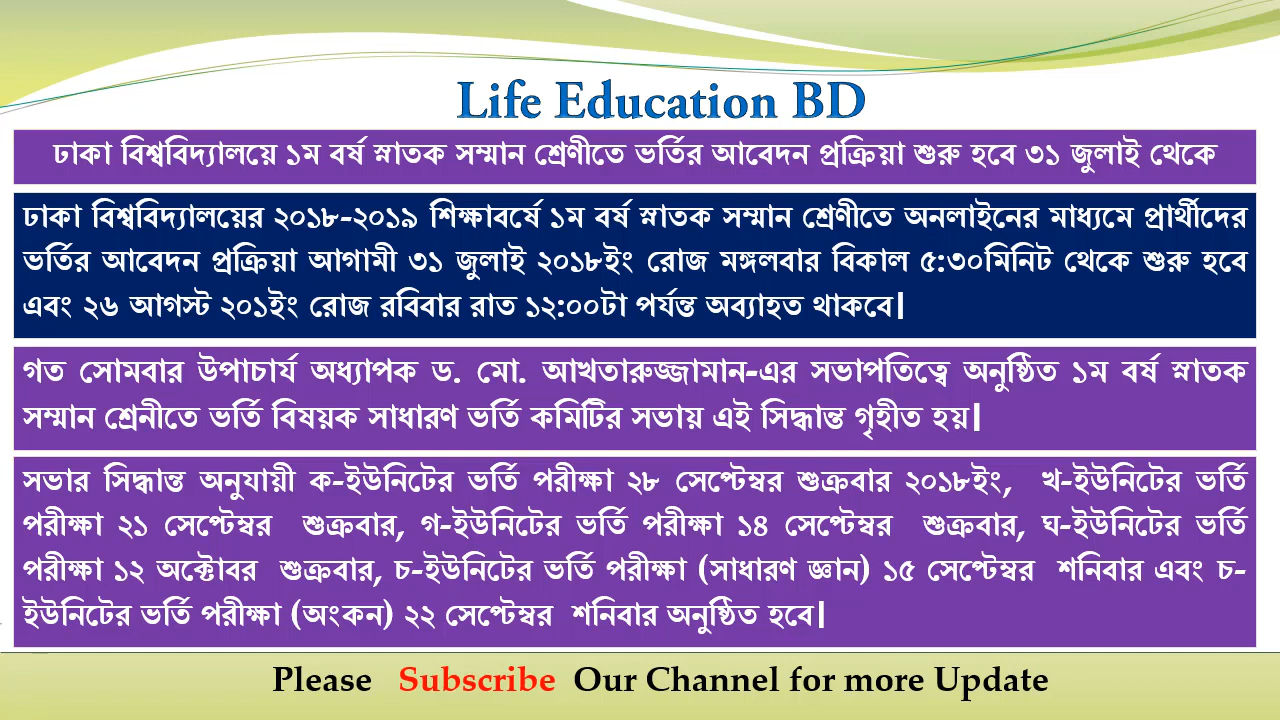 Life Education BD
ঢাকা বিশ্ববিদ্যালয়ে ১ম বর্ষ স্নাতক সম্মান শ্রেণীতে ভর্তির আবেদন প্রক্রিয়া শুরু হবে ৩১ জুলাই থেকে
ঢাকা বিশ্ববিদ্যালয়ের ২০১৮-২০১৯ শিক্ষাবর্ষে ১ম বর্ষ স্নাতক সম্মান শ্রেণীতে অনলাইনের মাধ্যমে প্রার্থীদের
ভর্তির আবেদন প্রক্রিয়া আগামী ৩১ জুলাই ২০১৮ইং রোজ মঙ্গলবার বিকাল ৫:৩০মিনিট থেকে শুরু হবে
এবং ২৬ আগস্ট ২০১ইং রোজ রবিবার রাত ১২:০০টা পর্যন্ত অব্যাহত থাকবে।
গত সোমবার উপাচার্য অধ্যাপক ড. মো. আখতারুজ্জামান-এর সভাপতিত্বে অনুষ্ঠিত ১ম বর্ষ স্নাতক
সম্মান শ্রেনীতে ভর্তি বিষয়ক সাধারণ ভর্তি কমিটির সভায় এই সিদ্ধান্ত গৃহীত হয়।
সভার সিদ্ধান্ত অনুযায়ী ক-ইউনিটের ভর্তি পরীক্ষা ২৮ সেপ্টেম্বর শুক্রবার ২০১৮ইং, খ-ইউনিটের ভর্তি
পরীক্ষা ২১ সেপ্টেম্বর শুক্রবার, গ-ইউনিটের ভর্তি পরীক্ষা ১৪ সেপ্টেম্বর শুক্রবার, ঘ-ইউনিটের ভর্তি
পরীক্ষা ১২ অক্টোবর শুক্রবার, চ-ইউনিটের ভর্তি পরীক্ষা (সাধারণ জ্ঞান) ১৫ সেপ্টেম্বর শনিবার এবং চ-
ইউনিটের ভর্তি পরীক্ষা (অংকন) ২২ সেপ্টেম্বর শনিবার অনুষ্ঠিত হবে।
Please Subscribe Our Channel for more Update